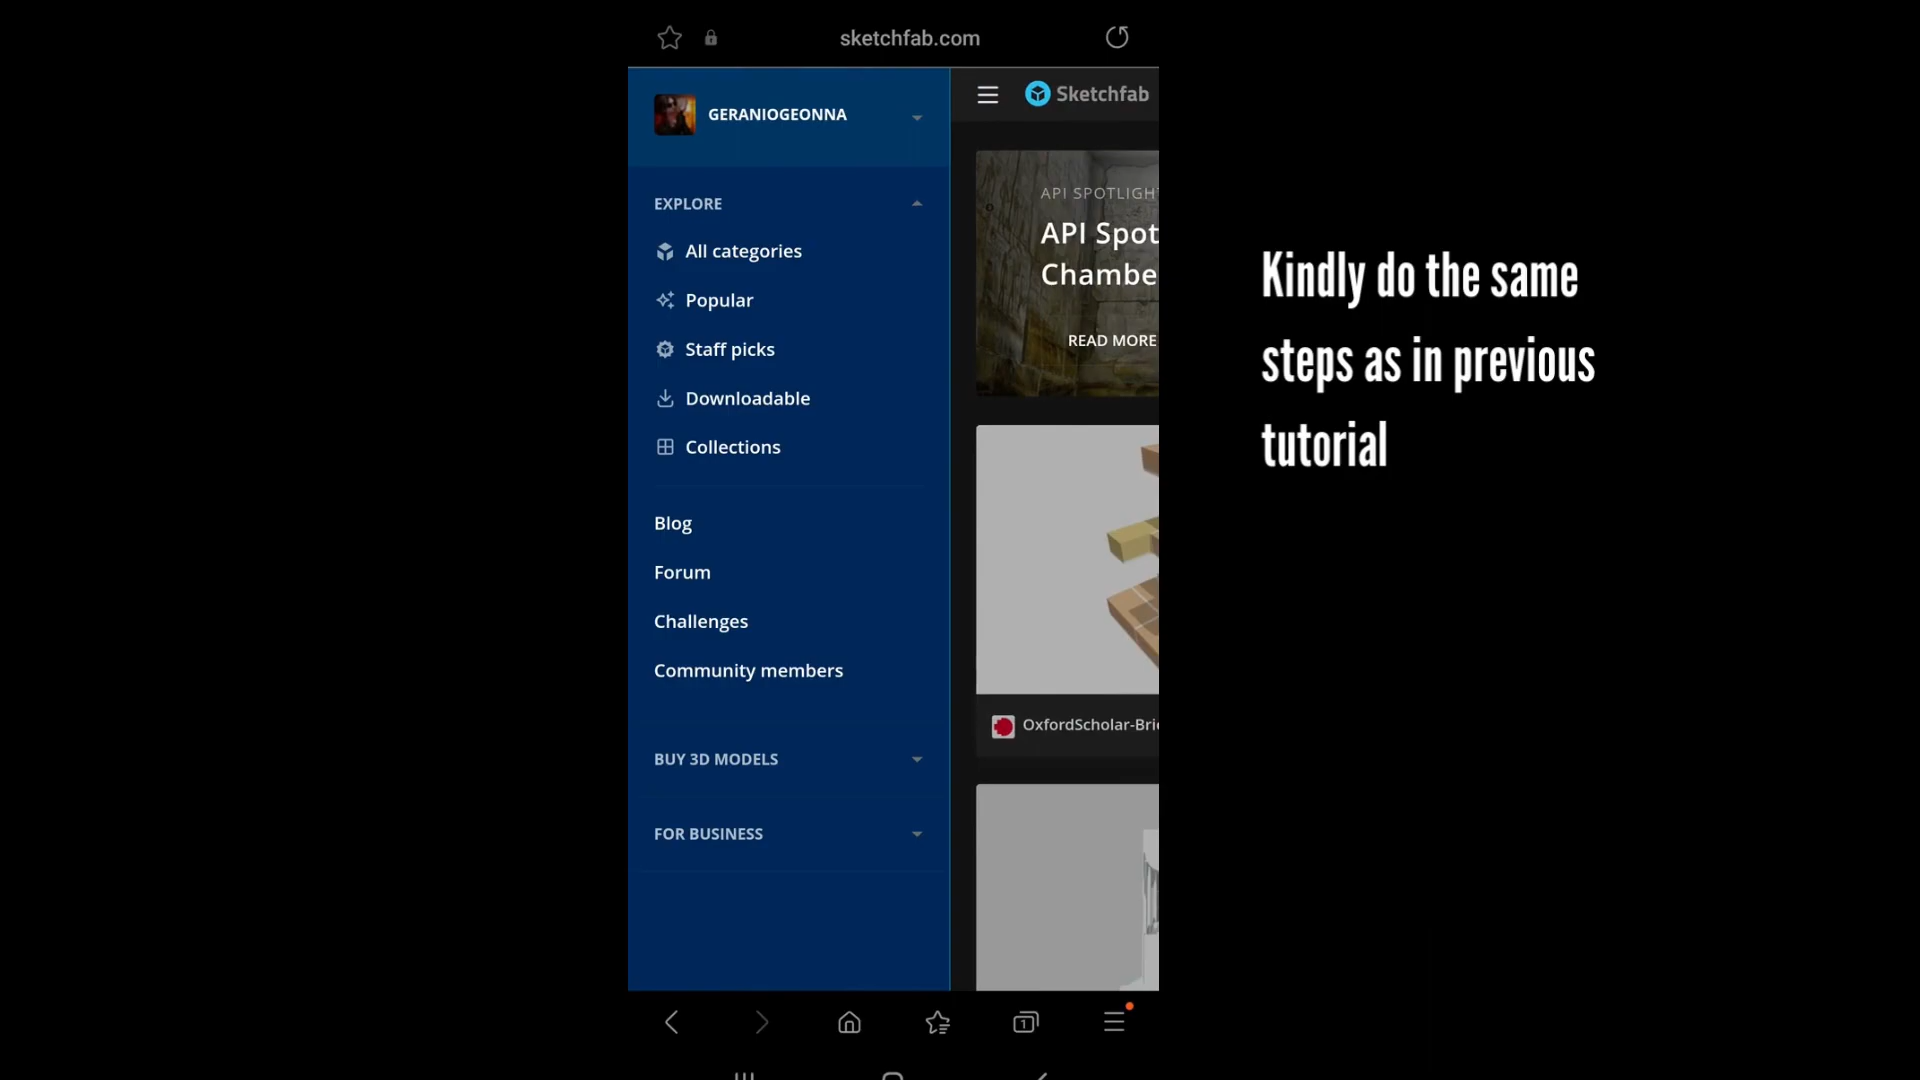 sketchfab.com
GERANIOGEONNA
EXPLORE
All categories
Popular
Staff picks
Downloadable
Collections
Blog
Forum
Challenges
Community members
BUY 3D MODELS
FOR BUSINESS
Sketchfab
API SPOTLIGH
API Spot
Chambe
READ MORE
OxfordScholar-Bri
1
Kindly do the same
steps as in previous
tutorial